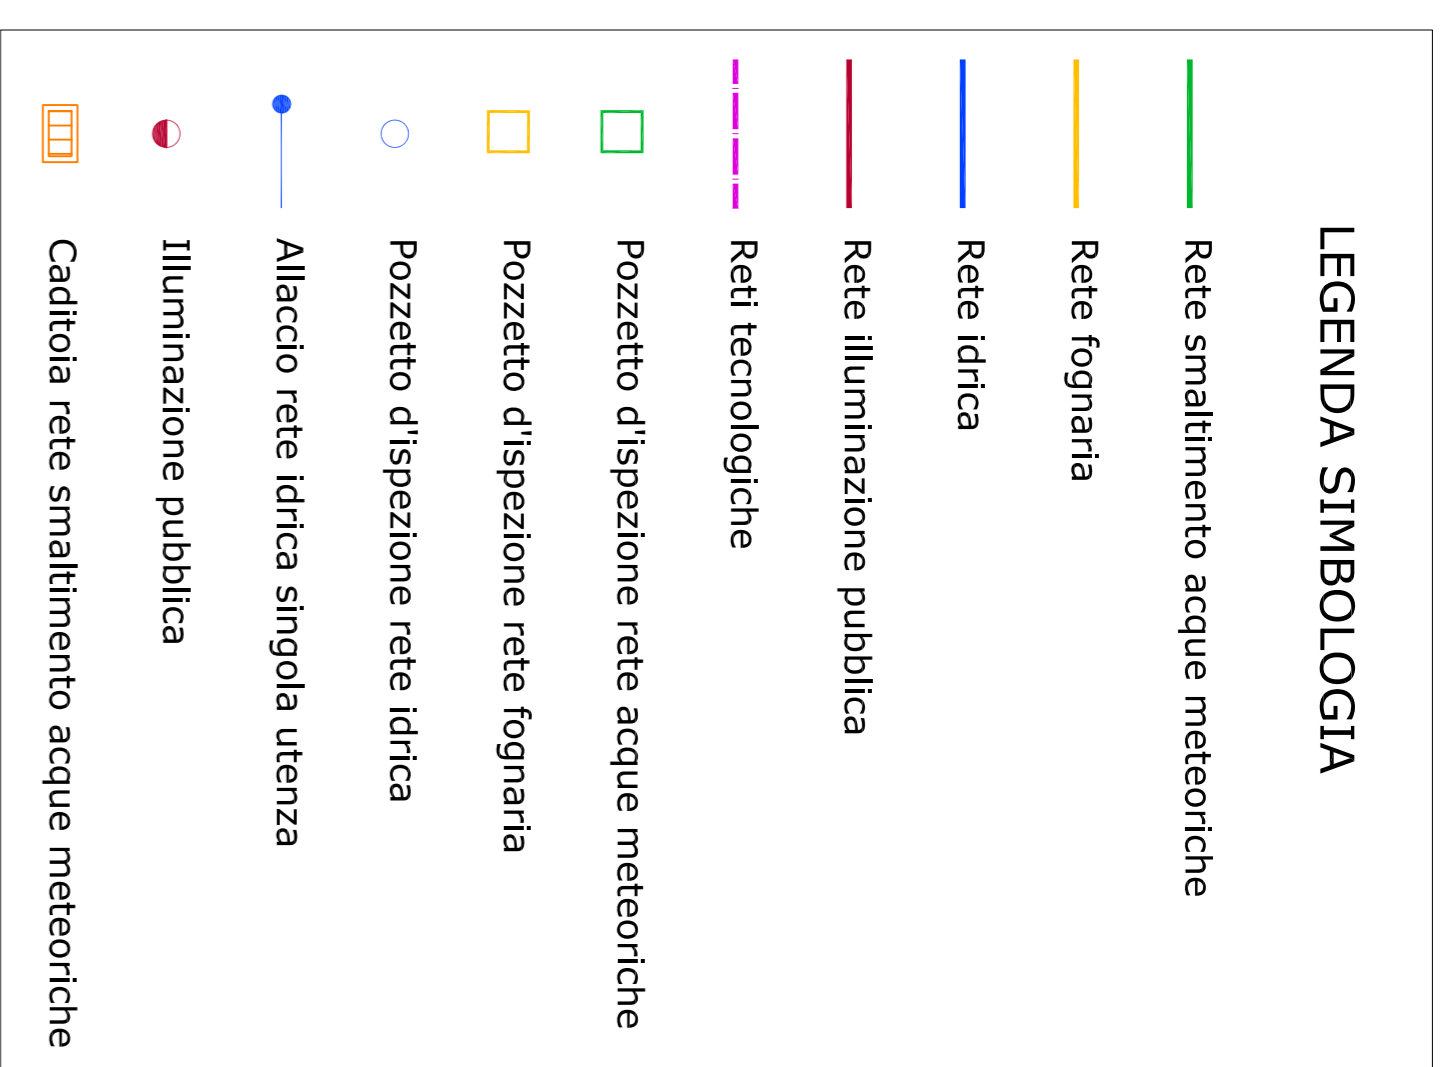 LEGENDA SIMBOLOGIA
Rete smaltimento acque meteoriche
Rete fognaria
Rete idrica
Rete illuminazione pubblica
Reti tecnologiche
Pozzetto d'ispezione rete acque meteoriche
Pozzetto d'ispezione rete fognaria
Pozzetto d'ispezione rete idrica
Allaccio rete idrica singola utenza
Illuminazione pubblica
Caditoia rete smaltimento acque meteoriche